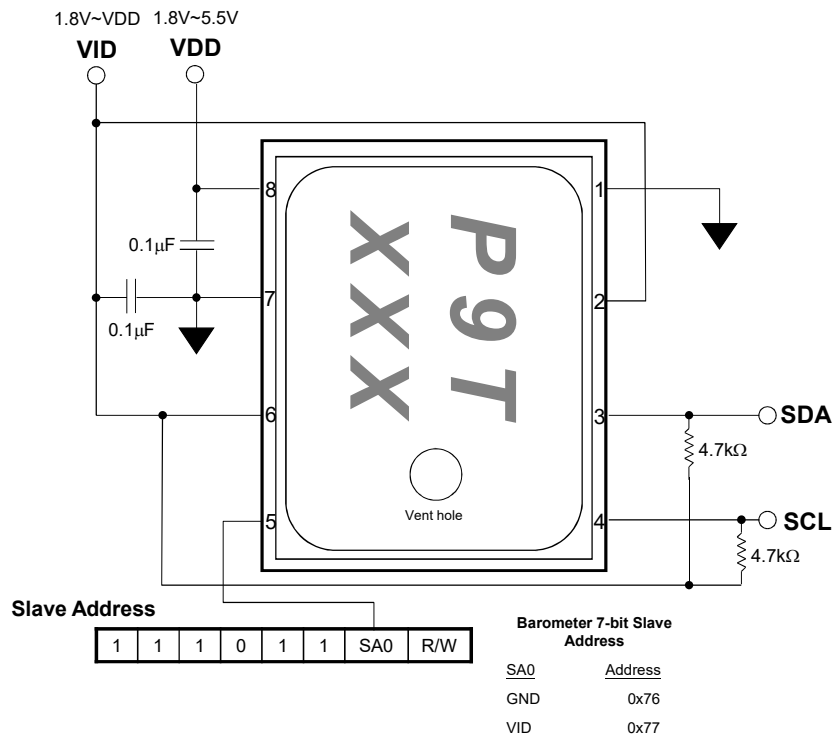 1.8V~VDD 1.8V~5.5V
VID VDD
8 1
0.1μF
7 2
0.1μF
P9T
XXX
6 3 SDA
4.7kΩ
Vent hole
5 4 SCL
4.7kΩ
Slave Address
1 1 1 0 1 1 SA0 R/W
Barometer 7-bit Slave
Address
SA0 Address
GND 0x76
VID 0x77